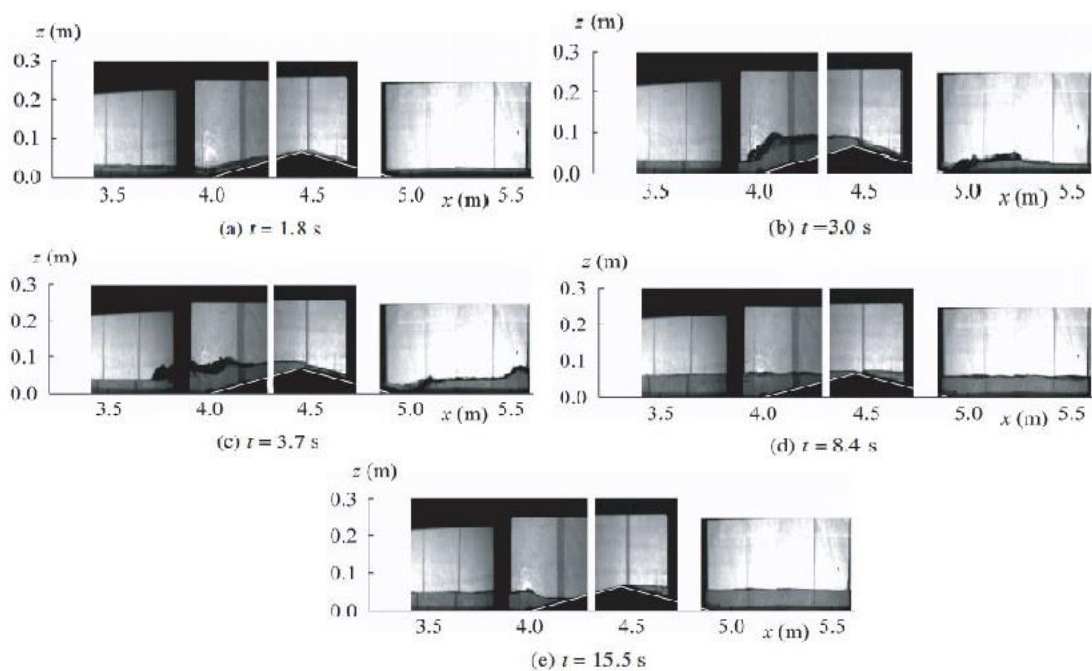 z (m)
0.3
0.2
0.1
0.0
3.5 4.0 4.5 5.0 5.5
x (m)
(a) t = 1.8 s
z (m)
0.3
0.2
0.1
0.0
3.5 4.0 4.5 5.0 5.5
x (m)
(b) t =3.0 s
z (m)
0.3
0.2
0.1
0.0
3.5 4.0 4.5 5.0 5.5
x (m)
(c) t = 3.7 s
z (m)
0.3
0.2
0.1
0.0
3.5 4.0 4.5 5.0 5.5
x (m)
(d) t = 8.4 s
z (m)
0.3
0.2
0.1
0.0
3.5 4.0 4.5 5.0 5.5
x (m)
(e) t = 15.5 s